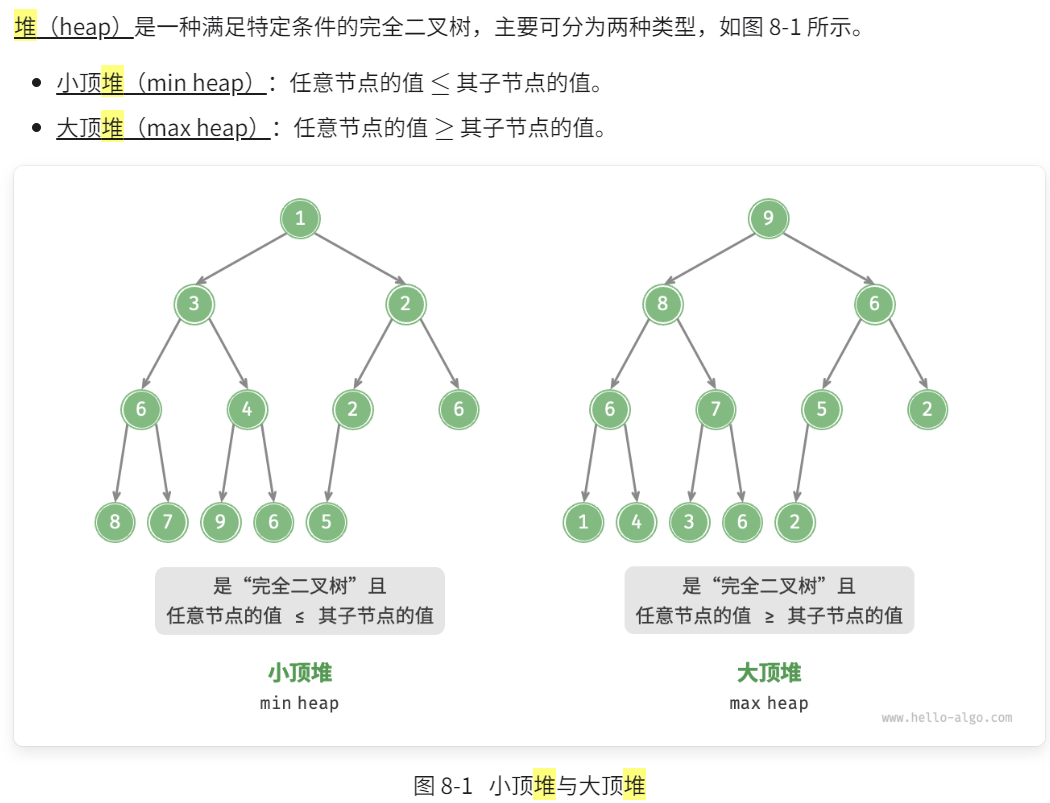 堆（heap）是一种满足特定条件的完全二叉树，主要可分为两种类型，如图 8-1 所示。
小顶堆（min heap）：任意节点的值 ≤ 其子节点的值。
大顶堆（max heap）：任意节点的值 ≥ 其子节点的值。
1 9
3 2 8 6
6 4 2 6 6 7 5 2
8 7 9 6 5 1 4 3 6 2
是“完全二叉树”且
任意节点的值 ≤ 其子节点的值
是“完全二叉树”且
任意节点的值 ≥ 其子节点的值
小顶堆
min heap
大顶堆
max heap
www.hello-algo.com
图 8-1 小顶堆与大顶堆